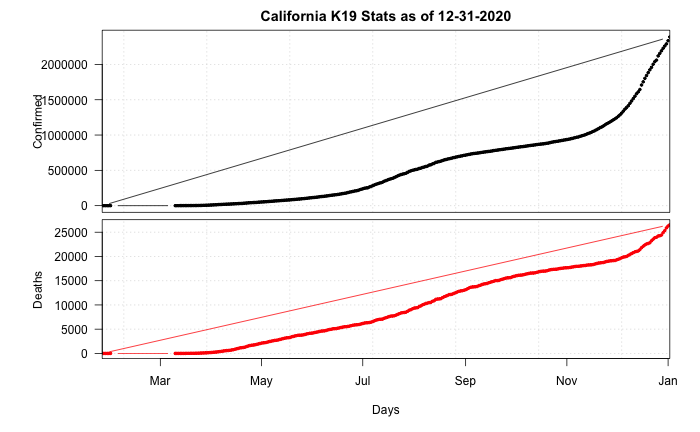 California K19 Stats as of 12-31-2020
Confirmed
2000000
1500000
1000000
500000
0
Deaths
25000
20000
15000
10000
5000
0
Mar May Jul Sep Nov Jan
Days